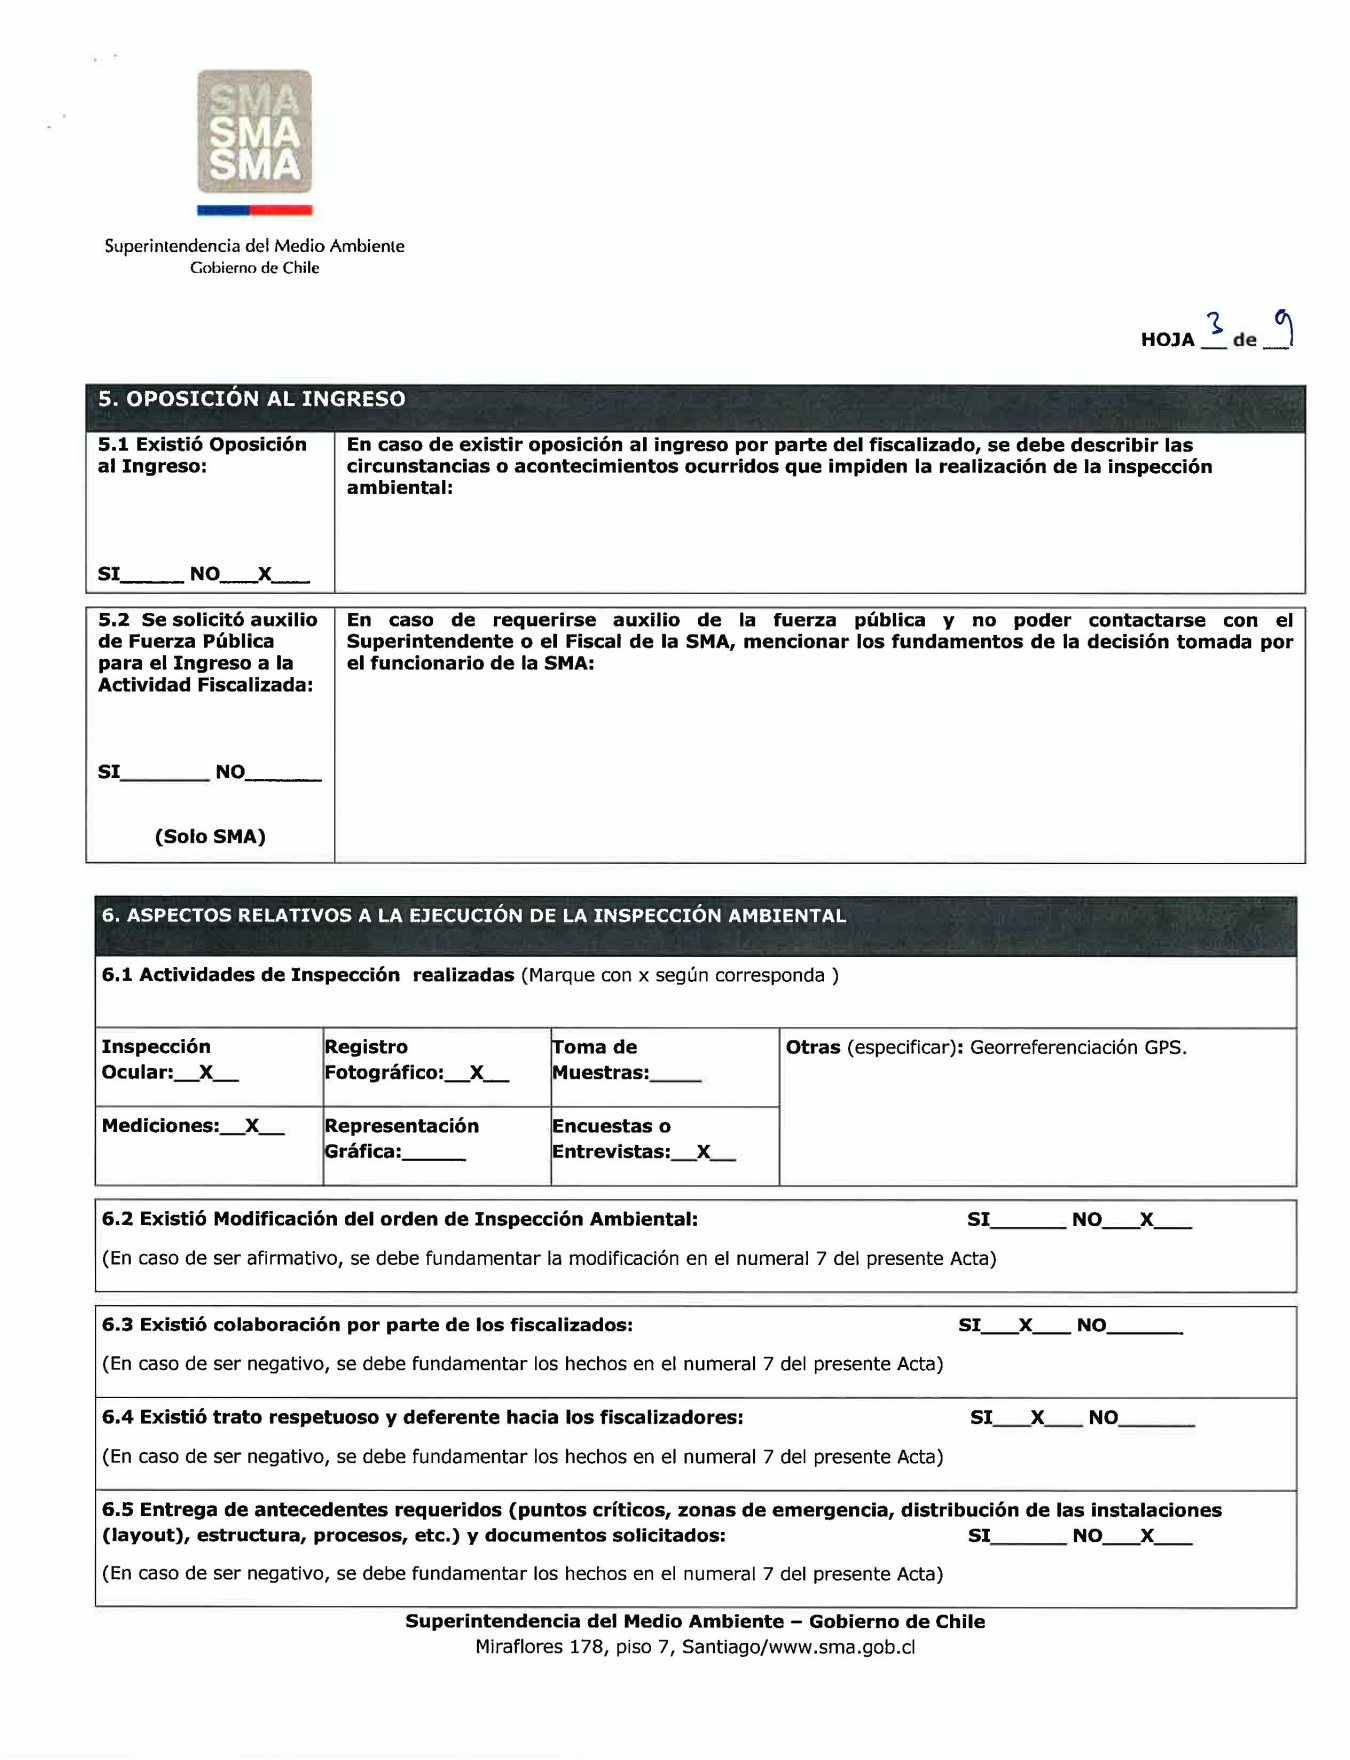 SMA
SMA
SMA
Superintendencia del Medio Ambiente
Gobierno de Chile
HOJA 3 de 9
5. OPOSICIÓN AL INGRESO
5.1 Existió Oposición
al Ingreso:
SI______ NO___X___
En caso de existir oposición al ingreso por parte del fiscalizado, se debe describir las
circunstancias o acontecimientos ocurridos que impiden la realización de la inspección
ambiental:
5.2 Se solicitó auxilio
de Fuerza Pública
para el Ingreso a la
Actividad Fiscalizada:
SI_______ NO______
(Solo SMA)
En caso de requerirse auxilio de la fuerza pública y no poder contactarse con el
Superintendente o el Fiscal de la SMA, mencionar los fundamentos de la decisión tomada por
el funcionario de la SMA:
6. ASPECTOS RELATIVOS A LA EJECUCIÓN DE LA INSPECCIÓN AMBIENTAL
6.1 Actividades de Inspección realizadas (Marque con x según corresponda )
Inspección
Ocular:__X__
Registro
Fotográfico:__X__
Toma de
Muestras:____
Otras (especificar): Georreferenciación GPS.
Mediciones:__X__
Representación
Gráfica:_____
Encuestas o
Entrevistas:__X__
6.2 Existió Modificación del orden de Inspección Ambiental: SI______ NO___X___
(En caso de ser afirmativo, se debe fundamentar la modificación en el numeral 7 del presente Acta)
6.3 Existió colaboración por parte de los fiscalizados: SI___X___ NO______
(En caso de ser negativo, se debe fundamentar los hechos en el numeral 7 del presente Acta)
6.4 Existió trato respetuoso y deferente hacia los fiscalizadores: SI___X___ NO______
(En caso de ser negativo, se debe fundamentar los hechos en el numeral 7 del presente Acta)
6.5 Entrega de antecedentes requeridos (puntos críticos, zonas de emergencia, distribución de las instalaciones
(layout), estructura, procesos, etc.) y documentos solicitados: SI______ NO___X___
(En caso de ser negativo, se debe fundamentar los hechos en el numeral 7 del presente Acta)
Superintendencia del Medio Ambiente – Gobierno de Chile
Miraflores 178, piso 7, Santiago/www.sma.gob.cl